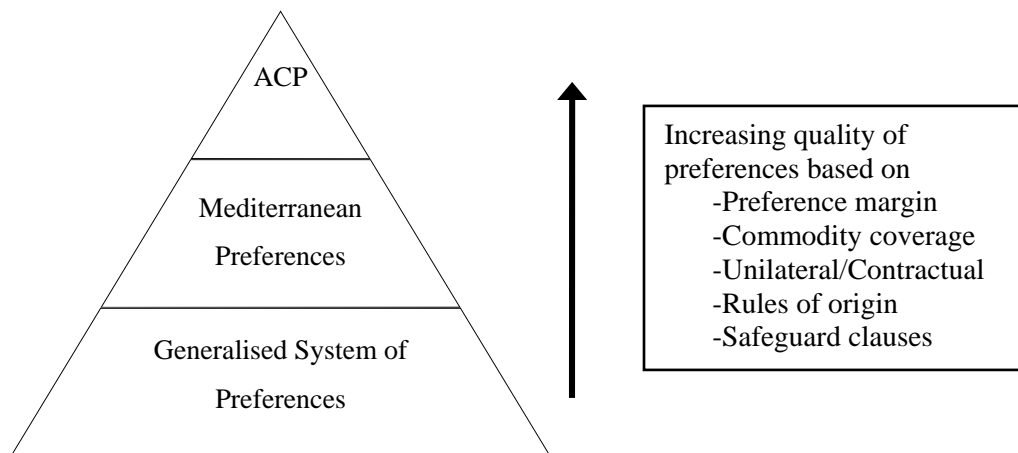 ACP
Mediterranean
Preferences
Generalised System of
Preferences
Increasing quality of
preferences based on
-Preference margin
-Commodity coverage
-Unilateral/Contractual
-Rules of origin
-Safeguard clauses